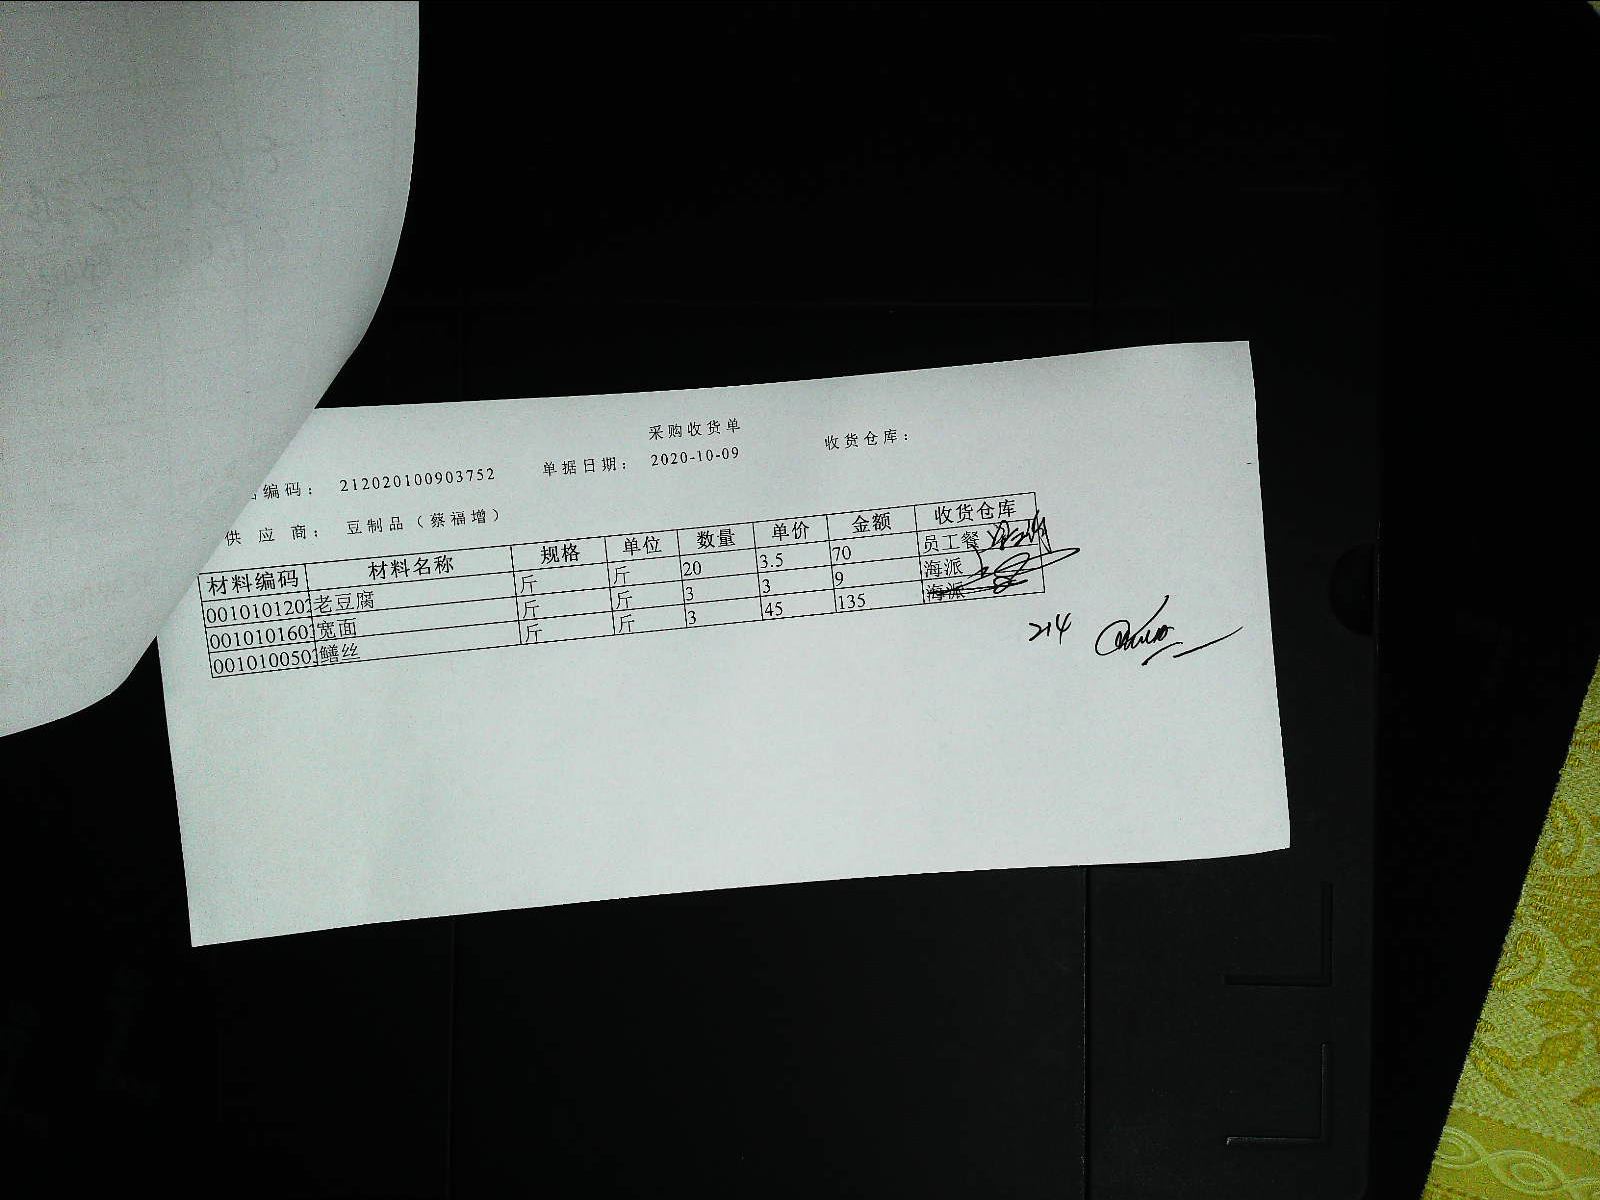 采购收货单
编码： 212020100903752 单据日期： 2020-10-09 收货仓库：
供应商： 豆制品（蔡福增）
材料编码 材料名称 规格 单位 数量 单价 金额 收货仓库
001010120 老豆腐 斤 斤 20 3.5 70 员工餐
001010160 宽面 斤 斤 3 3 9 海派
001010050 鳝丝 斤 斤 3 45 135 海派
214